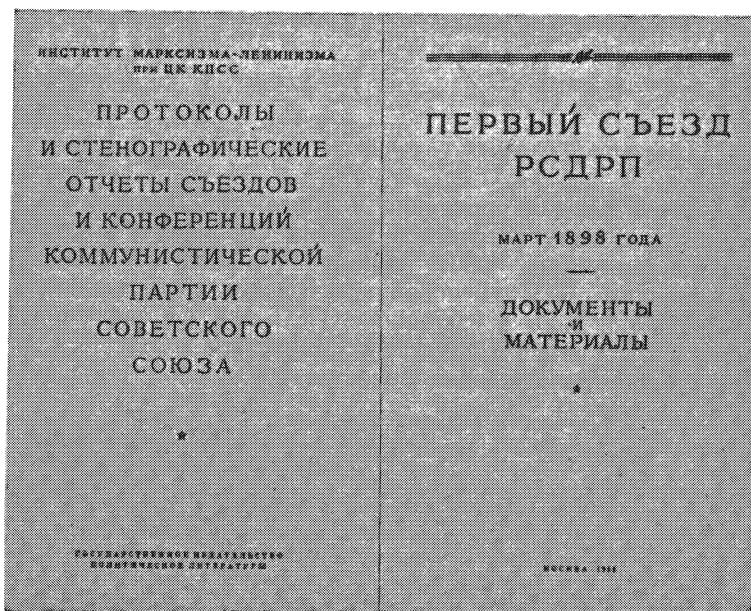 ИНСТИТУТ МАРКСИЗМА-ЛЕНИНИЗМА
ПРИ ЦК КПСС
ПРОТОКОЛЫ
И СТЕНОГРАФИЧЕСКИЕ
ОТЧЕТЫ СЪЕЗДОВ
И КОНФЕРЕНЦИЙ
КОММУНИСТИЧЕСКОЙ
ПАРТИИ
СОВЕТСКОГО
СОЮЗА
ГОСУДАРСТВЕННОЕ ИЗДАТЕЛЬСТВО
ПОЛИТИЧЕСКОЙ ЛИТЕРАТУРЫ
ПЕРВЫЙ СЪЕЗД
РСДРП
МАРТ 1898 ГОДА
ДОКУМЕНТЫ
И
МАТЕРИАЛЫ
МОСКВА